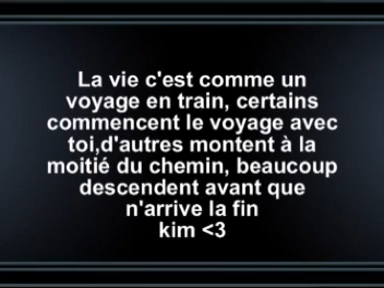 La vie c'est comme un
voyage en train, certains
commencent le voyage avec
toi,d'autres montent à la
moitié du chemin, beaucoup
descendent avant que
n'arrive la fin
kim <3